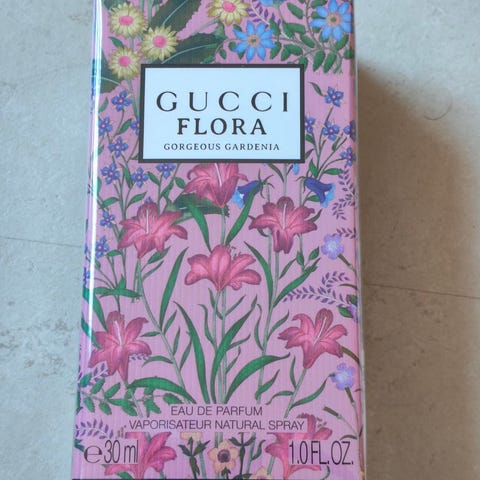 GUCCI
FLORA
GORGEOUS GARDENIA
EAU DE PARFUM
VAPORISATEUR NATURAL SPRAY
℮30 ml 1.0 FL.OZ.